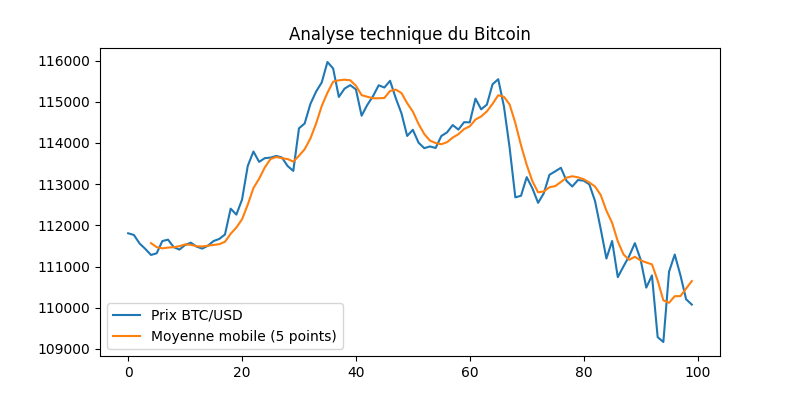 Analyse technique du Bitcoin
116000
115000
114000
113000
112000
111000
110000
109000
Prix BTC/USD
Moyenne mobile (5 points)
0 20 40 60 80 100